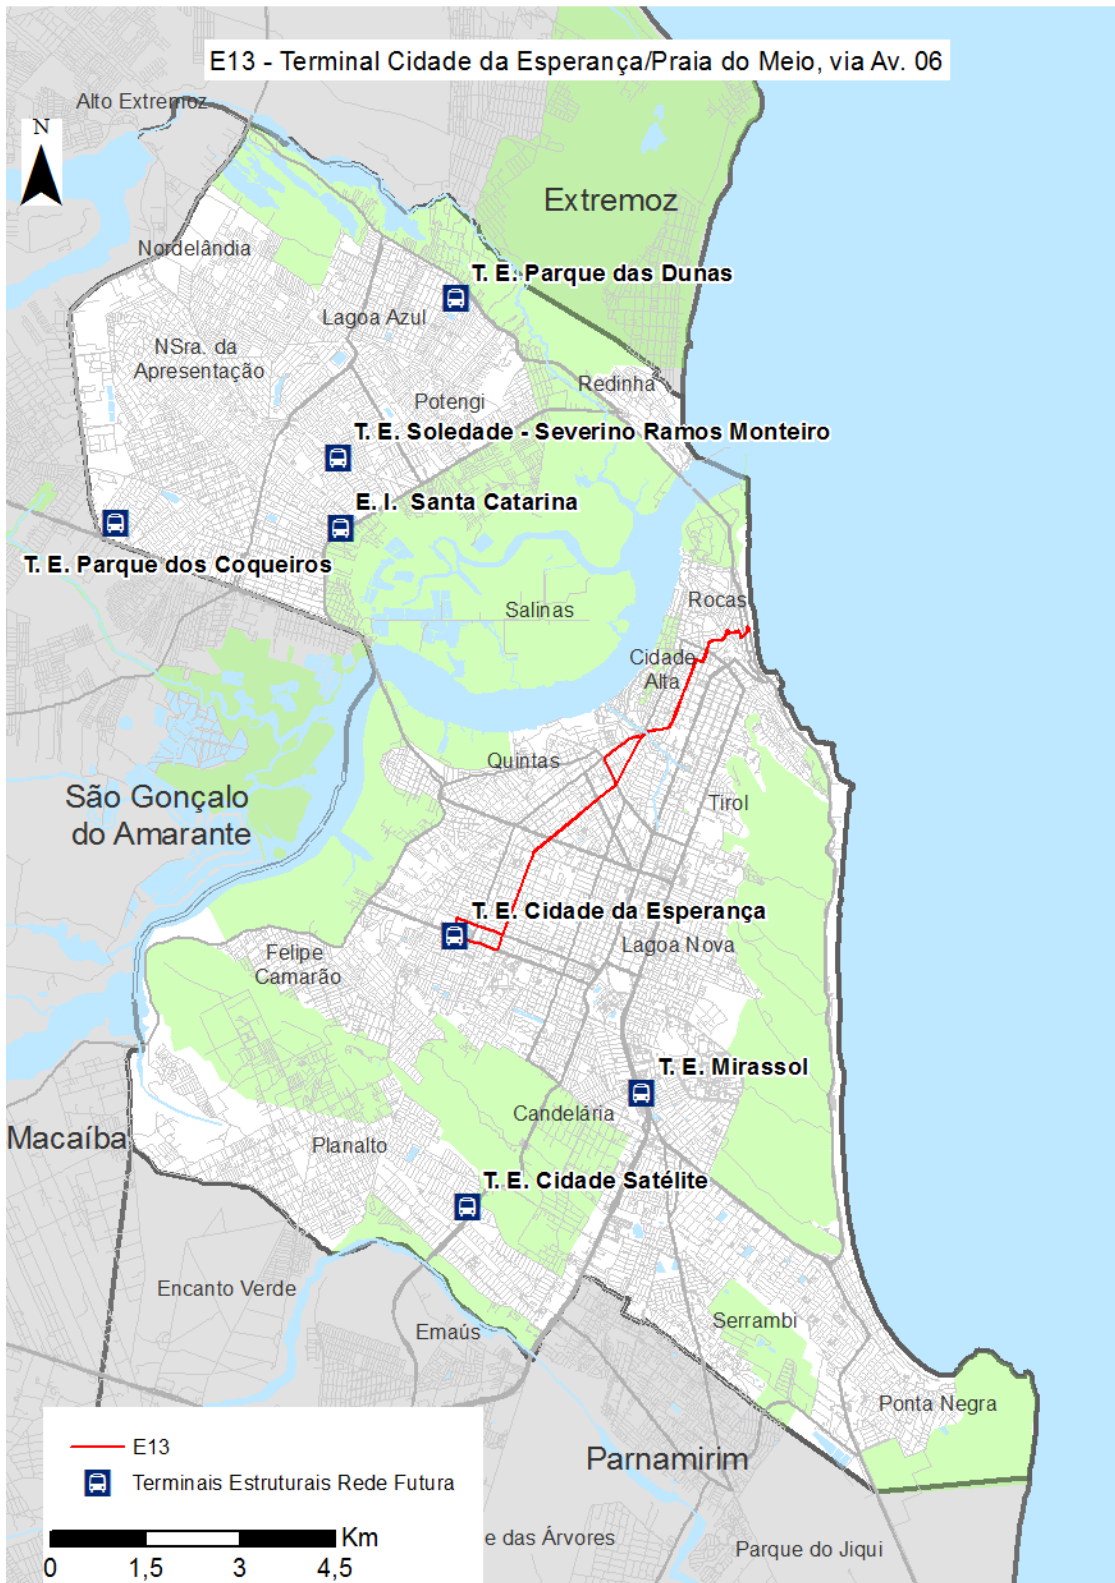 E13 - Terminal Cidade da Esperança/Praia do Meio, via Av. 06
Alto Extremoz
N
Extremoz
Nordelândia
T. E. Parque das Dunas
Lagoa Azul
NSra. da
Apresentação
Redinha
Potengi
T. E. Soledade - Severino Ramos Monteiro
E. I. Santa Catarina
T. E. Parque dos Coqueiros
Rocas
Salinas
Cidade
Alta
Quintas
São Gonçalo
do Amarante
Tirol
T. E. Cidade da Esperança
Lagoa Nova
Felipe
Camarão
T. E. Mirassol
Candelária
Macaíba
Planalto
T. E. Cidade Satélite
Encanto Verde
Serrambi
Emaús
Ponta Negra
E13
Parnamirim
Terminais Estruturais Rede Futura
Km
e das Árvores
Parque do Jiqui
0 1,5 3 4,5